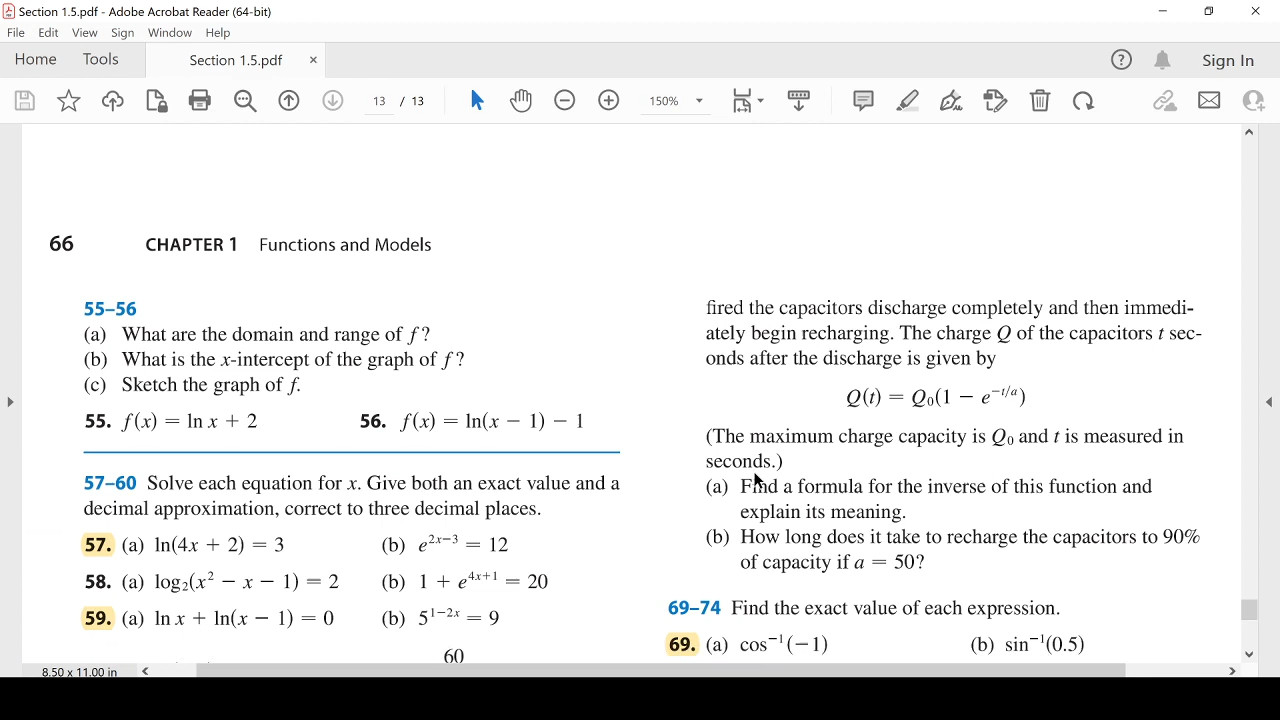 Section 1.5.pdf - Adobe Acrobat Reader (64-bit)
File Edit View Sign Window Help
Home Tools Section 1.5.pdf × Sign In
13 / 13 150%
66 CHAPTER 1 Functions and Models
55–56
(a) What are the domain and range of f?
(b) What is the x-intercept of the graph of f?
(c) Sketch the graph of f.
55. f(x) = ln x + 2 56. f(x) = ln(x − 1) − 1
57–60 Solve each equation for x. Give both an exact value and a
decimal approximation, correct to three decimal places.
57. (a) ln(4x + 2) = 3 (b) e^{2x−3} = 12
58. (a) log₂(x² − x − 1) = 2 (b) 1 + e^{4x+1} = 20
59. (a) ln x + ln(x − 1) = 0 (b) 5^{1−2x} = 9
60
fired the capacitors discharge completely and then immedi-
ately begin recharging. The charge Q of the capacitors t sec-
onds after the discharge is given by
Q(t) = Q₀(1 − e^{−t/a})
(The maximum charge capacity is Q₀ and t is measured in
seconds.)
(a) Find a formula for the inverse of this function and
explain its meaning.
(b) How long does it take to recharge the capacitors to 90%
of capacity if a = 50?
69–74 Find the exact value of each expression.
69. (a) cos⁻¹(−1) (b) sin⁻¹(0.5)
8.50 x 11.00 in